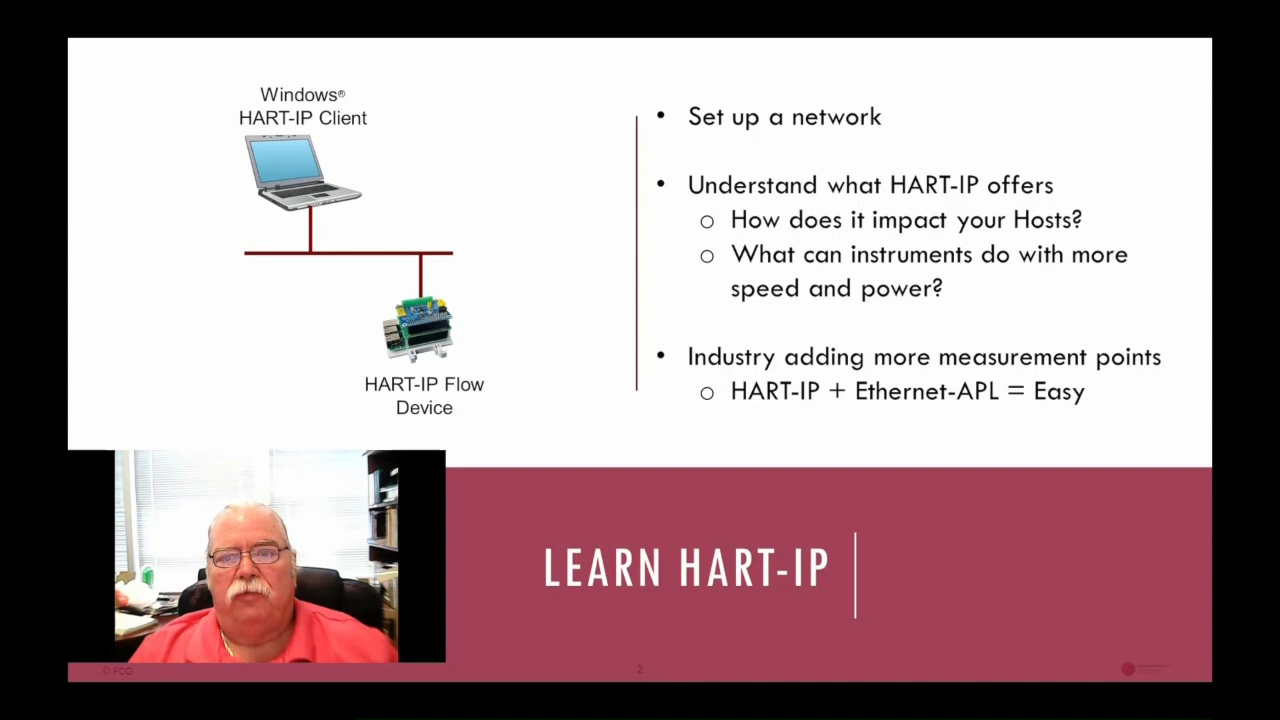 Windows®
HART-IP Client
HART-IP Flow
Device
• Set up a network
• Understand what HART-IP offers
o How does it impact your Hosts?
o What can instruments do with more
speed and power?
• Industry adding more measurement points
o HART-IP + Ethernet-APL = Easy
LEARN HART-IP
© FCG
2